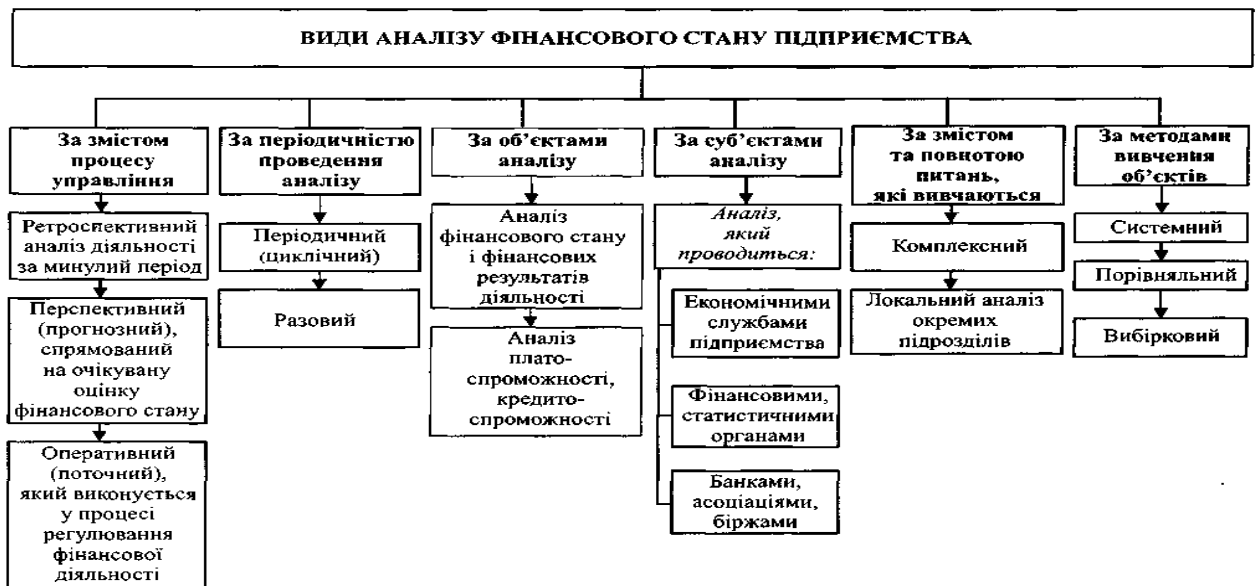 ВИДИ АНАЛІЗУ ФІНАНСОВОГО СТАНУ ПІДПРИЄМСТВА
За змістом
процесу
управління
Ретроспективний
аналіз діяльності
за минулий період
Перспективний
(прогнозний),
спрямований
на очікувану
оцінку
фінансового стану
Оперативний
(поточний),
який виконується
у процесі
регулювання
фінансової
діяльності
За періодичністю
проведення
аналізу
Періодичний
(циклічний)
Разовий
За об’єктами
аналізу
Аналіз
фінансового стану
і фінансових
результатів
діяльності
Аналіз
плато-
спроможності,
кредито-
спроможності
За суб’єктами
аналізу
Аналіз,
який
проводиться:
Економічними
службами
підприємства
Фінансовими,
статистичними
органами
Банками,
асоціаціями,
біржами
За змістом
та повнотою
питань,
які вивчаються
Комплексний
Локальний аналіз
окремих
підрозділів
За методами
вивчення
об’єктів
Системний
Порівняльний
Вибірковий